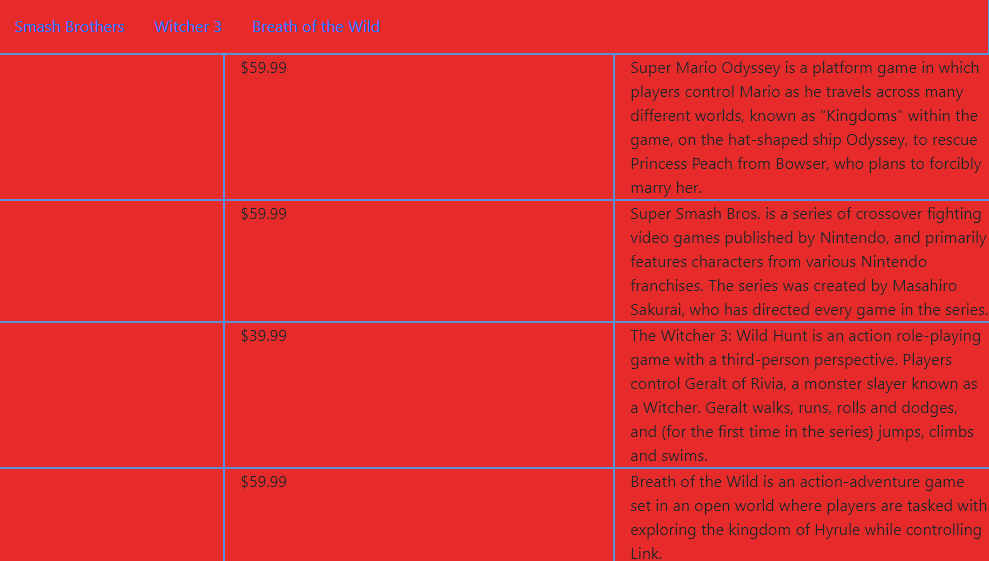 Smash Brothers Witcher 3 Breath of the Wild
$59.99
Super Mario Odyssey is a platform game in which
players control Mario as he travels across many
different worlds, known as "Kingdoms" within the
game, on the hat-shaped ship Odyssey, to rescue
Princess Peach from Bowser, who plans to forcibly
marry her.
$59.99
Super Smash Bros. is a series of crossover fighting
video games published by Nintendo, and primarily
features characters from various Nintendo
franchises. The series was created by Masahiro
Sakurai, who has directed every game in the series.
$39.99
The Witcher 3: Wild Hunt is an action role-playing
game with a third-person perspective. Players
control Geralt of Rivia, a monster slayer known as
a Witcher. Geralt walks, runs, rolls and dodges,
and (for the first time in the series) jumps, climbs
and swims.
$59.99
Breath of the Wild is an action-adventure game
set in an open world where players are tasked with
exploring the kingdom of Hyrule while controlling
Link.